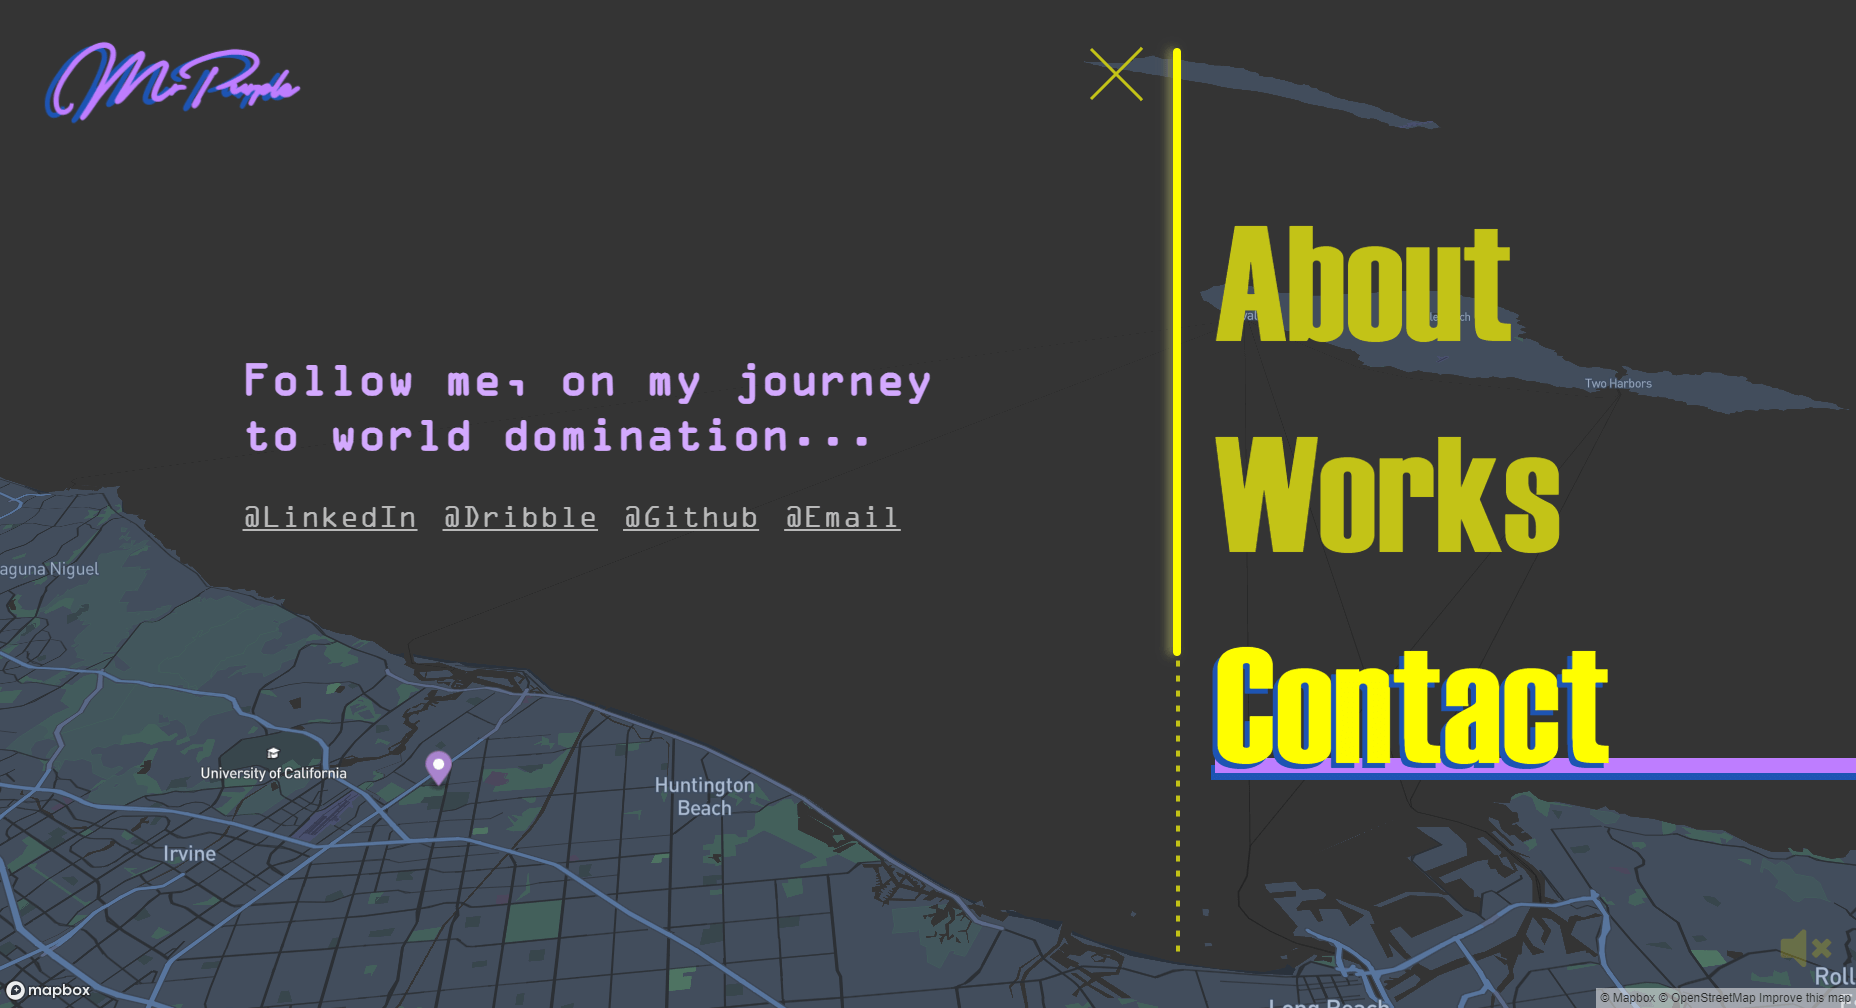 Mr Purple
About
Two Harbors
Follow me, on my journey
to world domination...
Works
@LinkedIn @Dribble @Github @Email
aguna Niguel
Contact
University of California
Huntington
Beach
Irvine
Roll
mapbox
Long Beach
© Mapbox © OpenStreetMap Improve this map